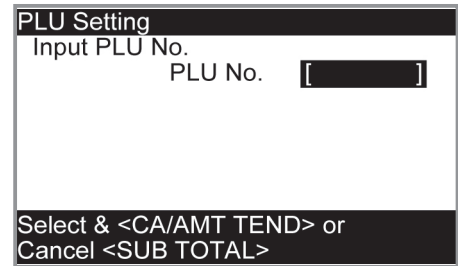 PLU Setting
Input PLU No.
PLU No. [ ]
Select & <CA/AMT TEND> or
Cancel <SUB TOTAL>